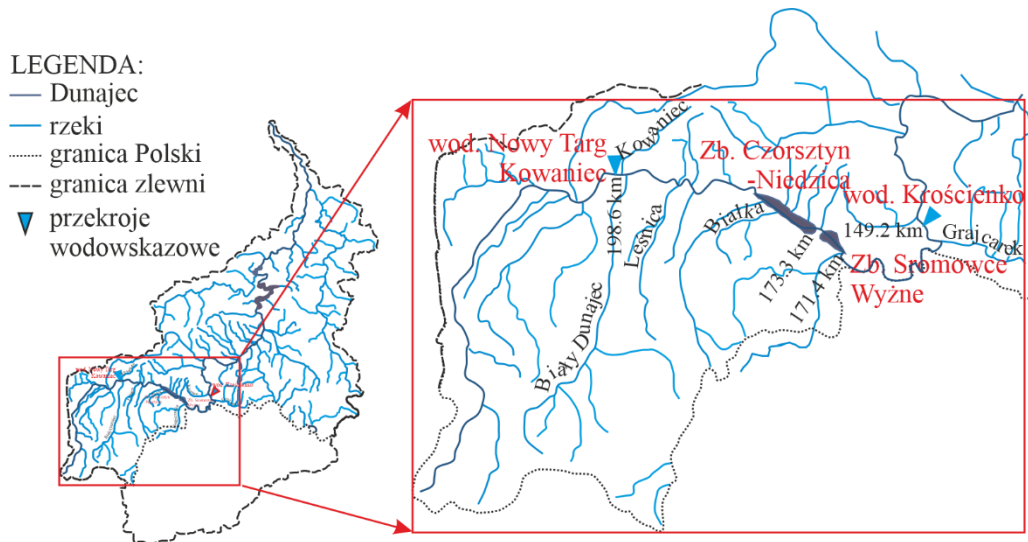 LEGENDA:
Dunajec
rzeki
granica Polski
granica zlewni
przekroje
wodowskazowe
wod. Nowy Targ
Kowaniec
Kowaniec
Zb. Czorsztyn
-Niedzica
wod. Krościenko
198.6 km
Leśnica
Białka
149.2 km
Grajcarek
173.3 km
171.4 km
Zb. Sromowce
Wyżne
Biały Dunajec